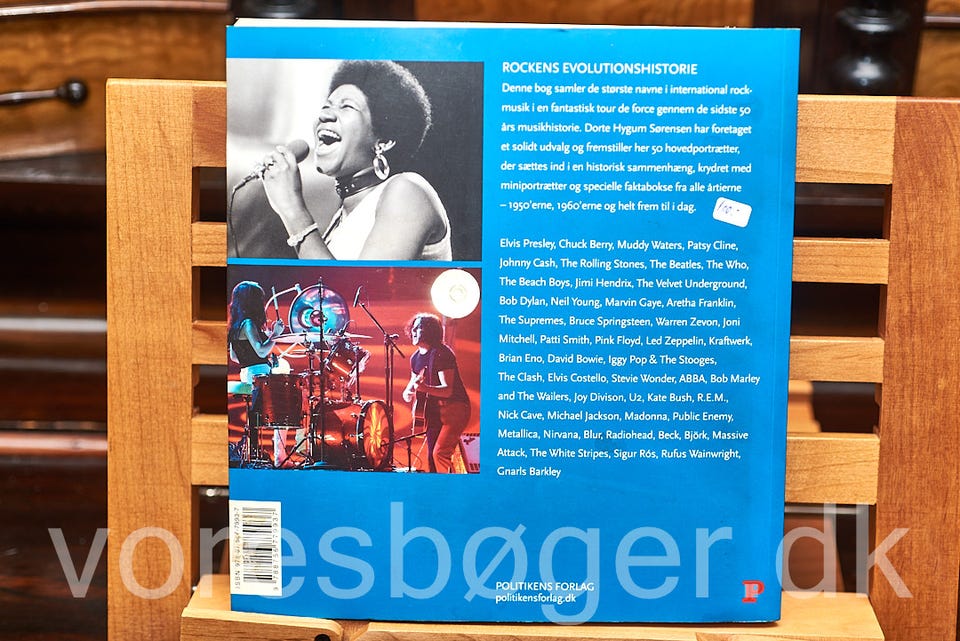 ROCKENS EVOLUTIONSHISTORIE
Denne bog samler de største navne i international rock-
musik i en fantastisk tour de force gennem de sidste 50
års musikhistorie. Dorte Hygum Sørensen har foretaget
et solidt udvalg og fremstiller her 50 hovedportrætter,
der sættes ind i en historisk sammenhæng, krydret med
miniportrætter og specielle faktabokse fra alle årtierne
– 1950'erne, 1960'erne og helt frem til i dag.
Elvis Presley, Chuck Berry, Muddy Waters, Patsy Cline,
Johnny Cash, The Rolling Stones, The Beatles, The Who,
The Beach Boys, Jimi Hendrix, The Velvet Underground,
Bob Dylan, Neil Young, Marvin Gaye, Aretha Franklin,
The Supremes, Bruce Springsteen, Warren Zevon, Joni
Mitchell, Patti Smith, Pink Floyd, Led Zeppelin, Kraftwerk,
Brian Eno, David Bowie, Iggy Pop & The Stooges,
The Clash, Elvis Costello, Stevie Wonder, ABBA, Bob Marley
and The Wailers, Joy Divison, U2, Kate Bush, R.E.M.,
Nick Cave, Michael Jackson, Madonna, Public Enemy,
Metallica, Nirvana, Blur, Radiohead, Beck, Björk, Massive
Attack, The White Stripes, Sigur Rós, Rufus Wainwright,
Gnarls Barkley
ISBN
voresbøger dk
POLITIKENS FORLAG
politikensforlag.dk
P